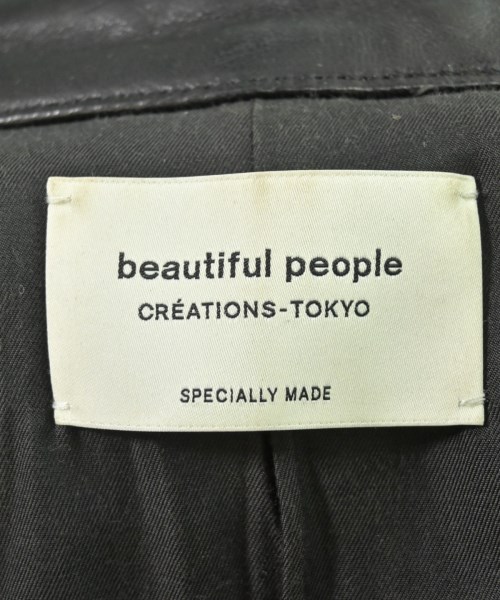 beautiful people
CRÉATIONS-TOKYO
SPECIALLY MADE